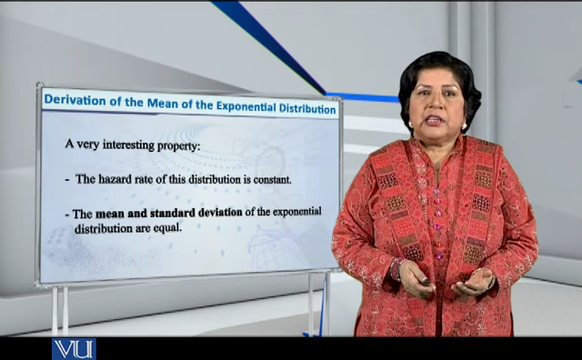 Derivation of the Mean of the Exponential Distribution
A very interesting property:
- The hazard rate of this distribution is constant.
- The mean and standard deviation of the exponential
distribution are equal.
VU